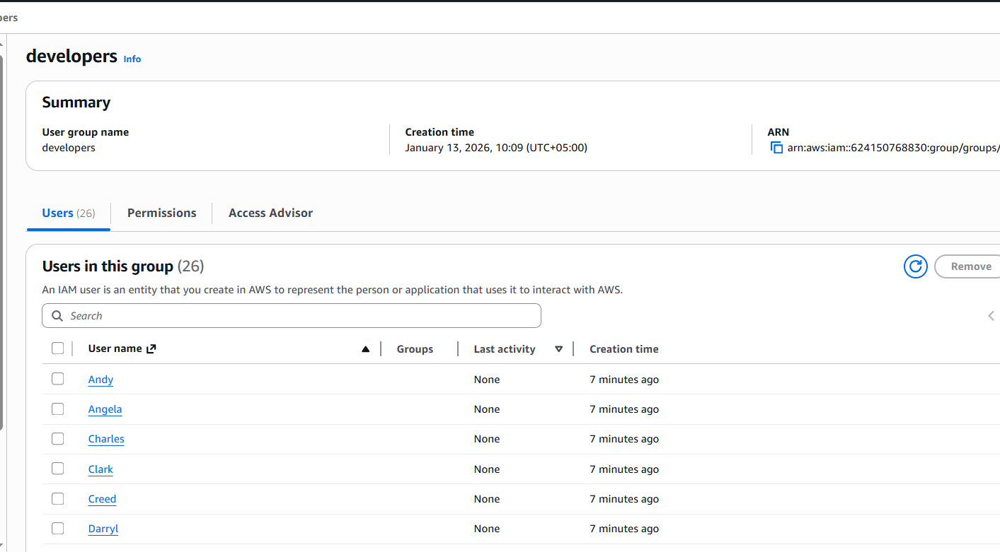 developers Info
Summary
User group name
developers
Creation time
January 13, 2026, 10:09 (UTC+05:00)
ARN
arn:aws:iam::624150768830:group/groups/
Users (26)
Permissions
Access Advisor
Users in this group (26)
Remove
An IAM user is an entity that you create in AWS to represent the person or application that uses it to interact with AWS.
Search
User name
Groups
Last activity
Creation time
Andy None 7 minutes ago
Angela None 7 minutes ago
Charles None 7 minutes ago
Clark None 7 minutes ago
Creed None 7 minutes ago
Darryl None 7 minutes ago